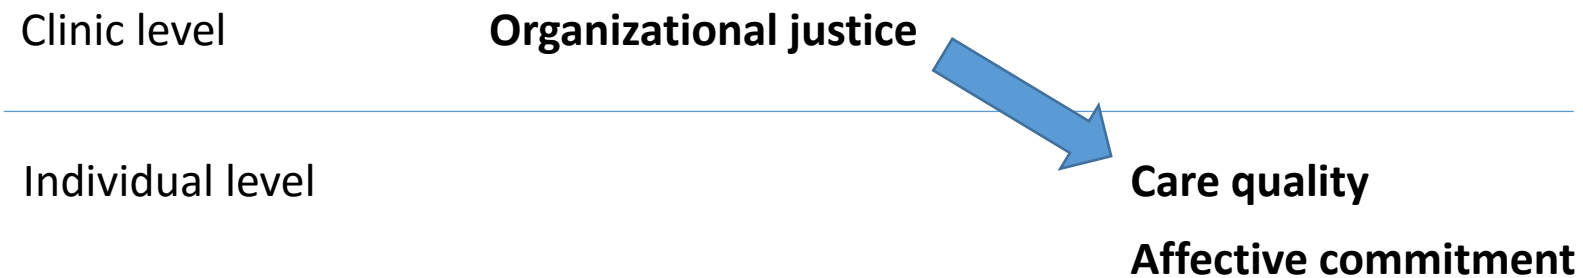 Clinic level Organizational justice
Individual level Care quality
Affective commitment